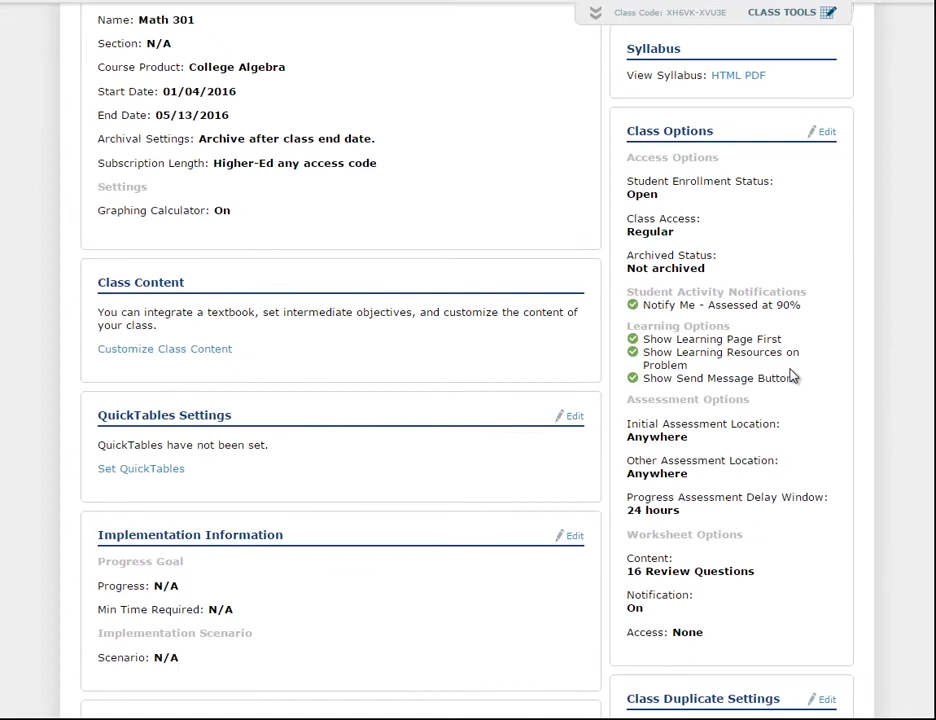 Class Code: XH6VK-XVU3E
CLASS TOOLS
Name: Math 301
Section: N/A
Course Product: College Algebra
Start Date: 01/04/2016
End Date: 05/13/2016
Archival Settings: Archive after class end date.
Subscription Length: Higher-Ed any access code
Settings
Graphing Calculator: On
Class Content
You can integrate a textbook, set intermediate objectives, and customize the content of
your class.
Customize Class Content
QuickTables Settings
Edit
QuickTables have not been set.
Set QuickTables
Implementation Information
Edit
Progress Goal
Progress: N/A
Min Time Required: N/A
Implementation Scenario
Scenario: N/A
Syllabus
View Syllabus: HTML PDF
Class Options
Edit
Access Options
Student Enrollment Status:
Open
Class Access:
Regular
Archived Status:
Not archived
Student Activity Notifications
Notify Me - Assessed at 90%
Learning Options
Show Learning Page First
Show Learning Resources on
Problem
Show Send Message Button
Assessment Options
Initial Assessment Location:
Anywhere
Other Assessment Location:
Anywhere
Progress Assessment Delay Window:
24 hours
Worksheet Options
Content:
16 Review Questions
Notification:
On
Access: None
Class Duplicate Settings
Edit